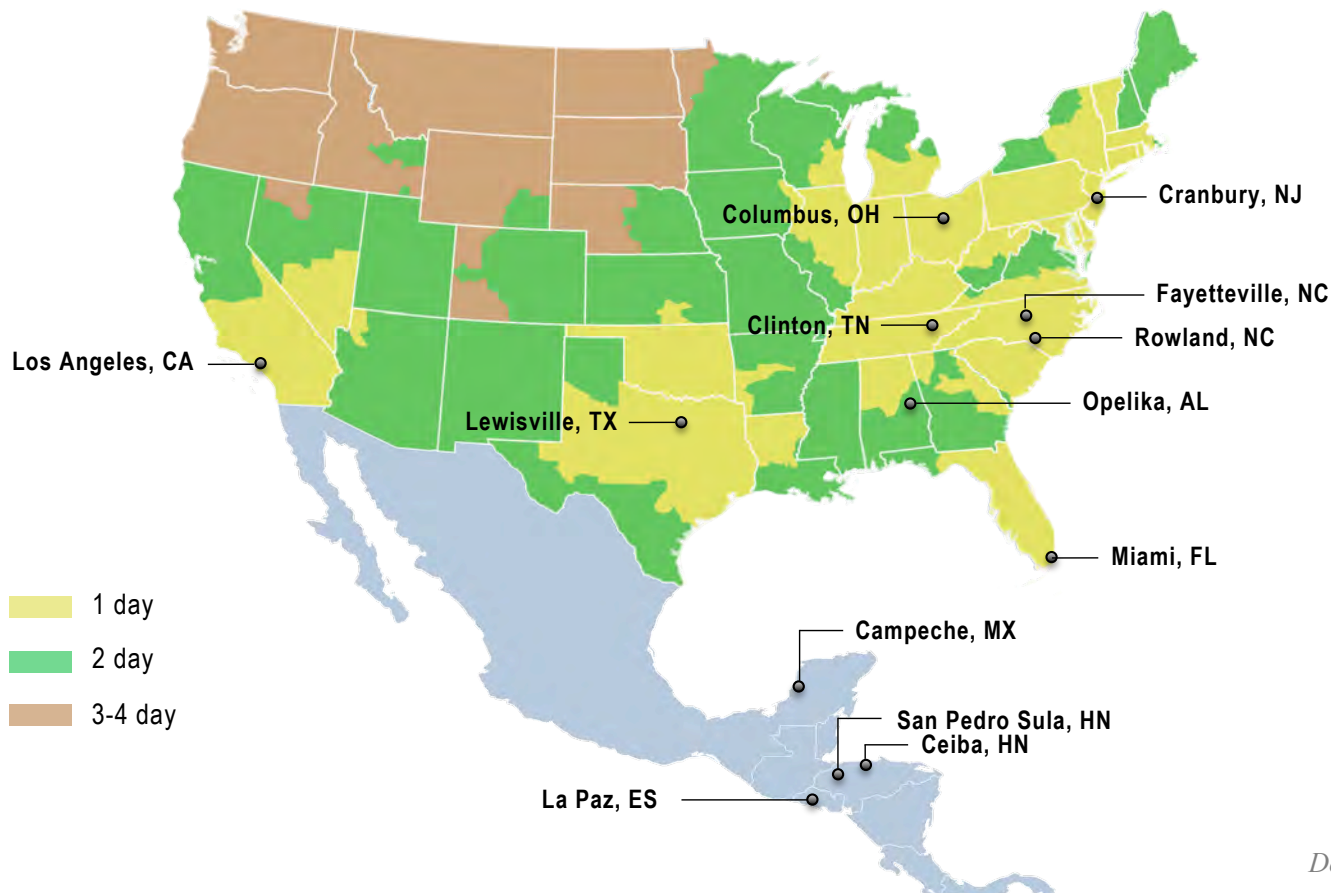 Cranbury, NJ
Columbus, OH
Fayetteville, NC
Clinton, TN
Rowland, NC
Los Angeles, CA
Opelika, AL
Lewisville, TX
Miami, FL
1 day
Campeche, MX
2 day
3-4 day
San Pedro Sula, HN
Ceiba, HN
La Paz, ES